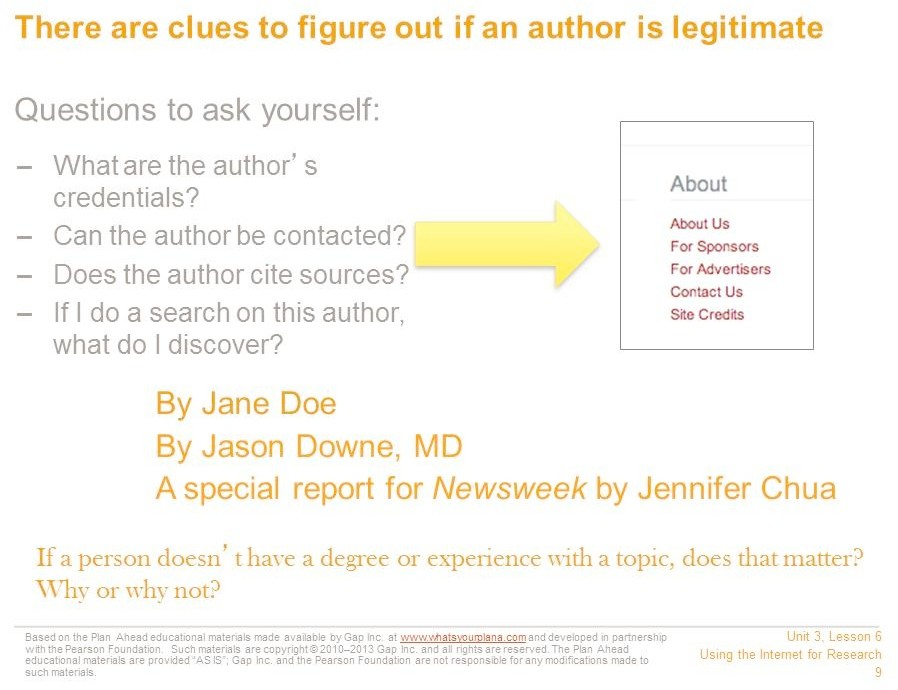 There are clues to figure out if an author is legitimate
Questions to ask yourself:
– What are the author’s
credentials?
– Can the author be contacted?
– Does the author cite sources?
– If I do a search on this author,
what do I discover?
About
About Us
For Sponsors
For Advertisers
Contact Us
Site Credits
By Jane Doe
By Jason Downe, MD
A special report for Newsweek by Jennifer Chua
If a person doesn’t have a degree or experience with a topic, does that matter?
Why or why not?
Based on the Plan Ahead educational materials made available by Gap Inc. at www.whatsyourplana.com and developed in partnership
with the Pearson Foundation. Such materials are copyright © 2010–2013 Gap Inc. and all rights are reserved. The Plan Ahead
educational materials are provided “AS IS”; Gap Inc. and the Pearson Foundation are not responsible for any modifications made to
such materials.
Unit 3, Lesson 6
Using the Internet for Research
9